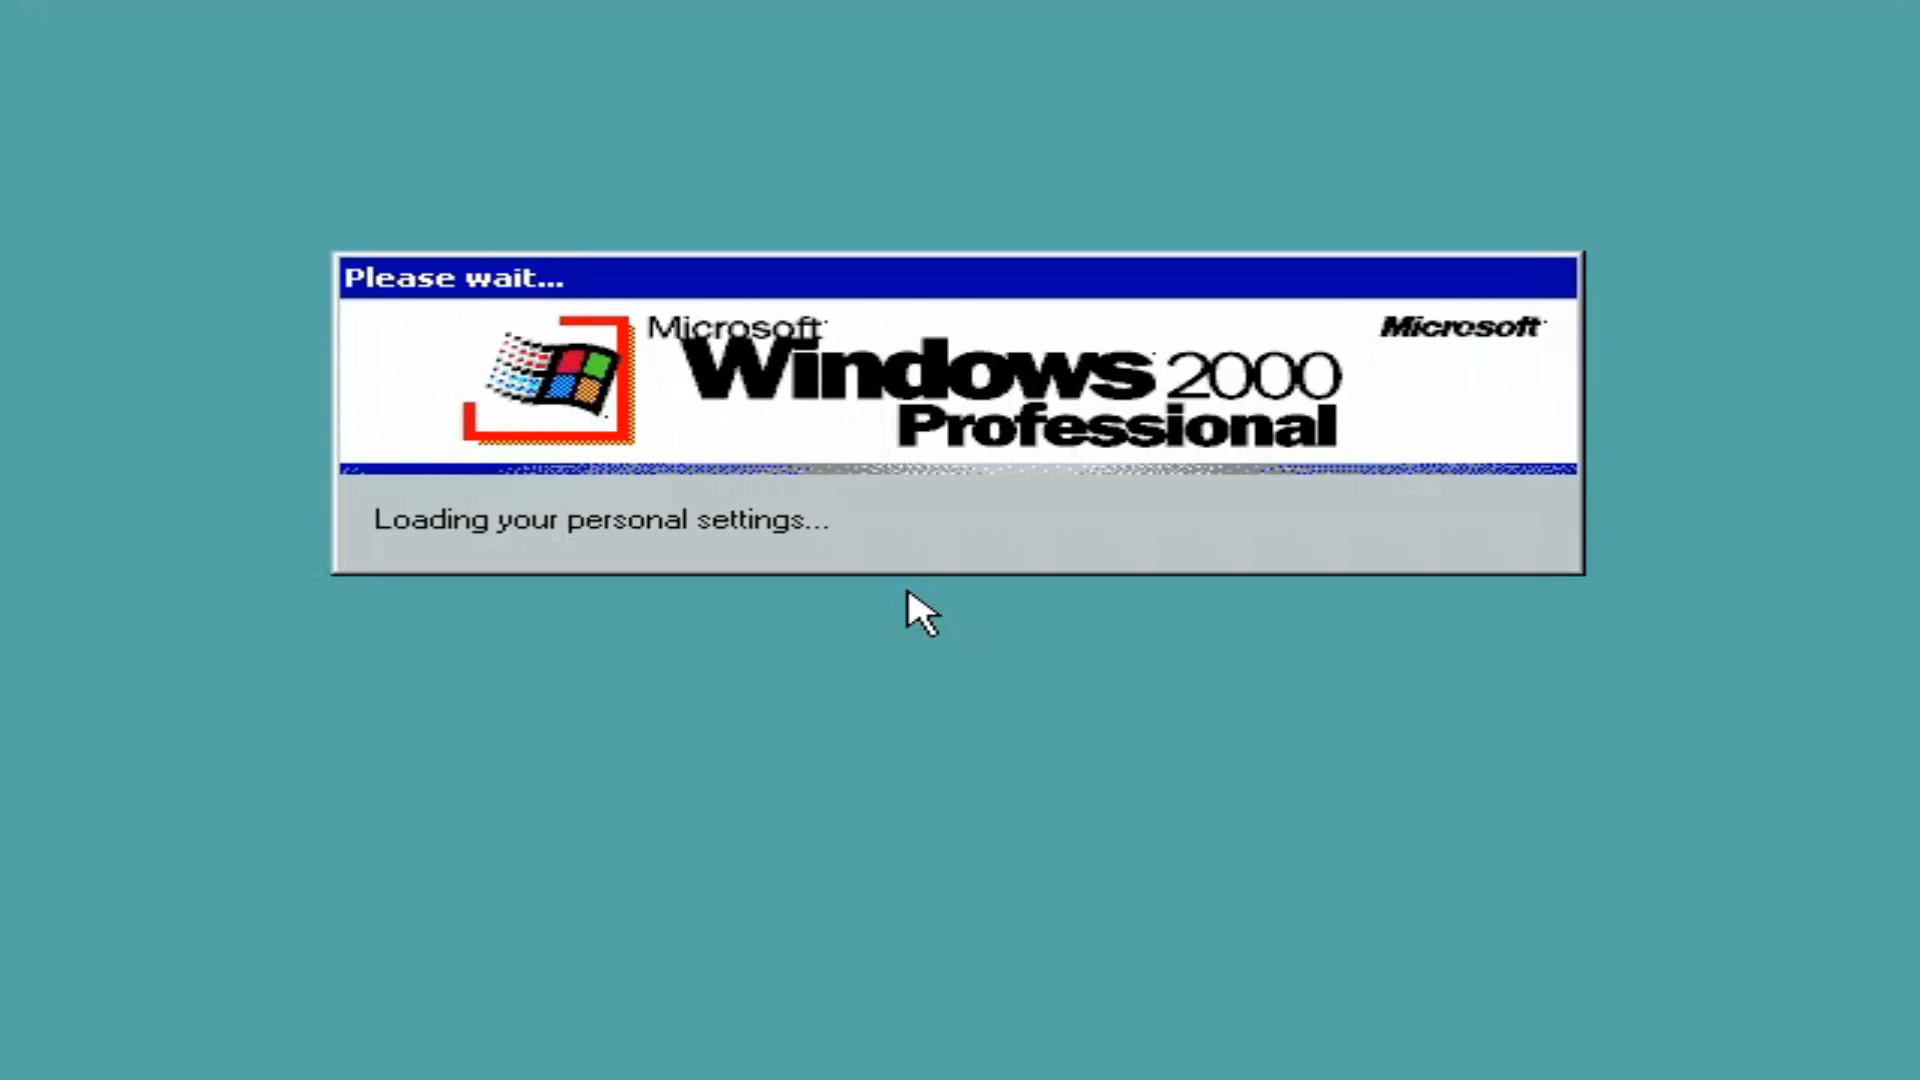 Please wait...
Microsoft
Microsoft
Windows 2000
Professional
Loading your personal settings...